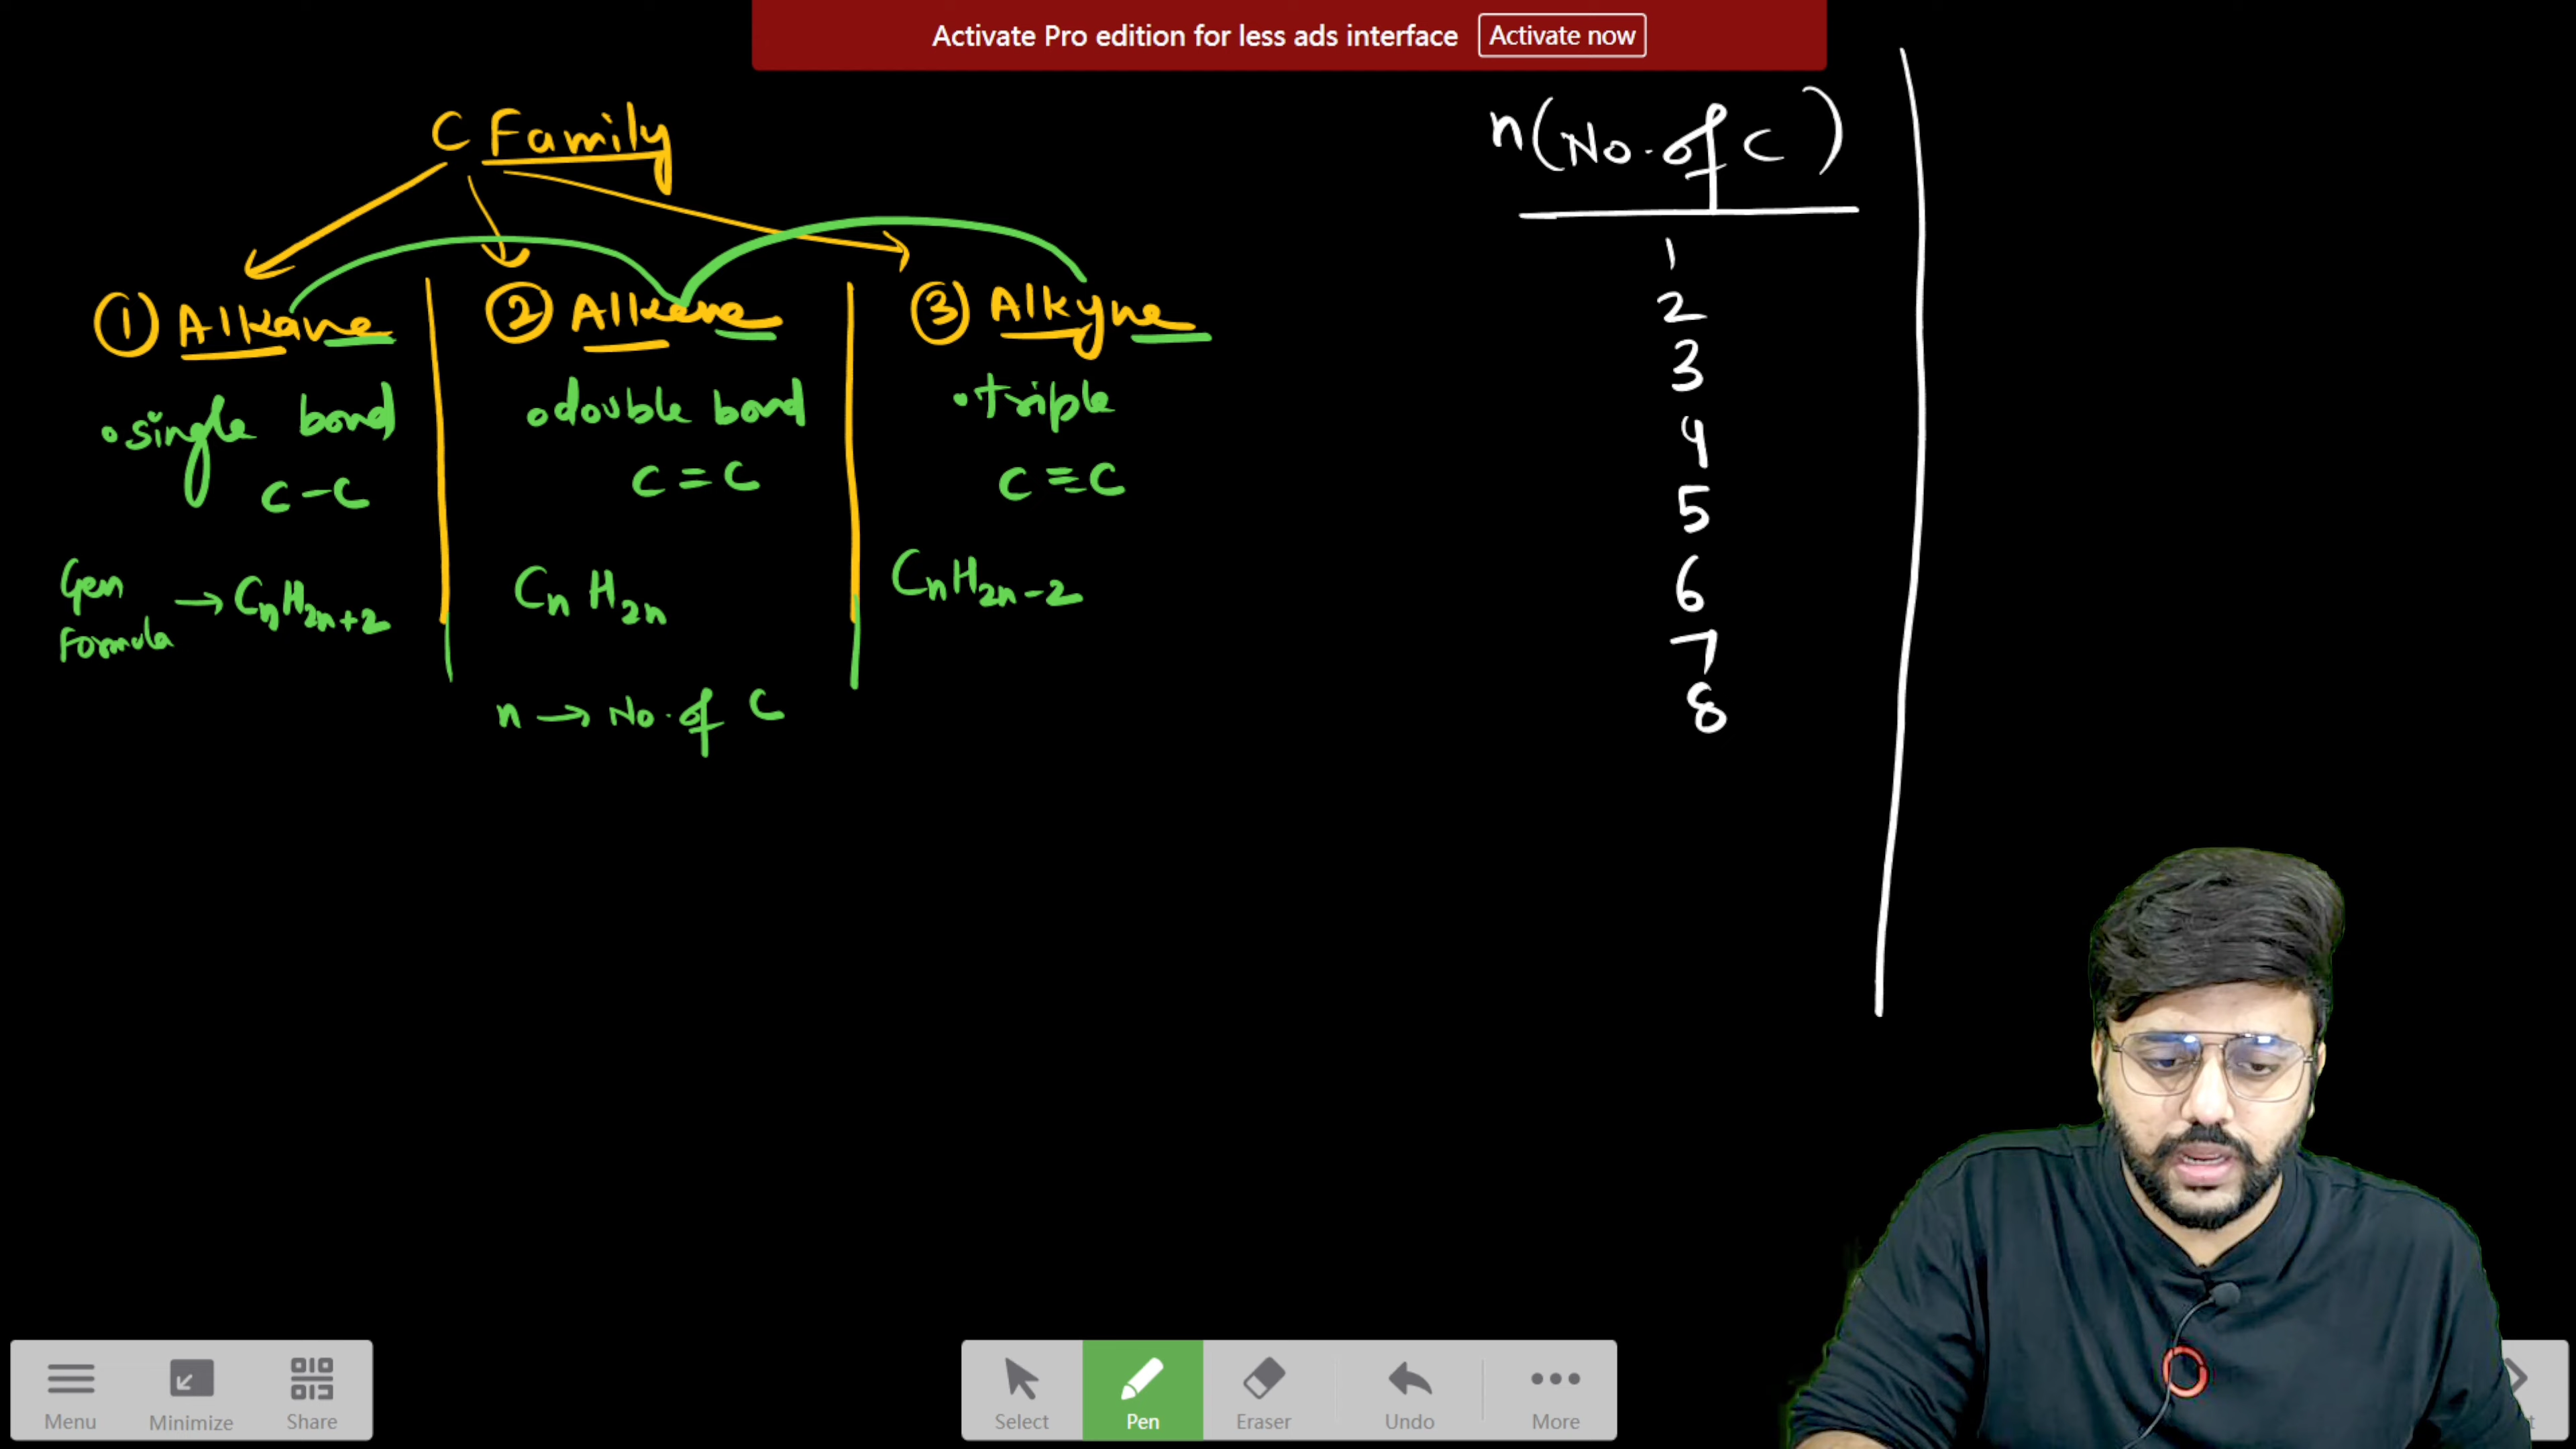 Activate Pro edition for less ads interface Activate now
C Family
① Alkane
• single bond
C - C
Gen Formula → CₙH₂ₙ₊₂
② Alkene
• double bond
C = C
Cₙ H₂ₙ
n → No. of C
③ Alkyne
• triple
C ≡ C
CₙH₂ₙ₋₂
n (No. of C)
1
2
3
4
5
6
7
8
Menu Minimize Share
Select Pen Eraser Undo More